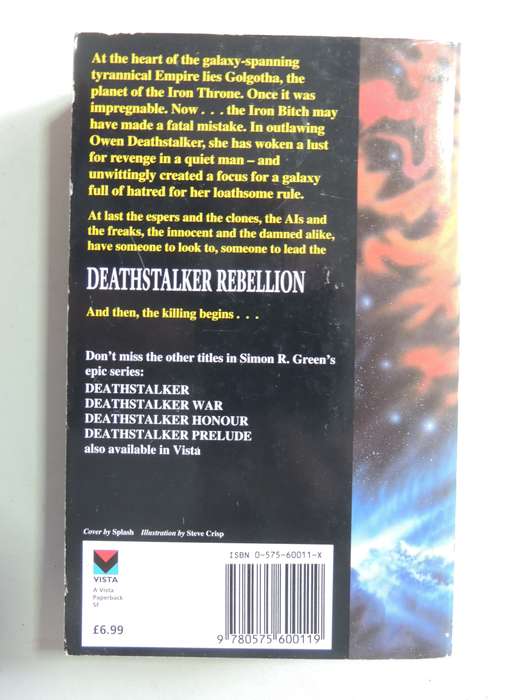 At the heart of the galaxy-spanning
tyrannical Empire lies Golgotha, the
planet of the Iron Throne. Once it was
impregnable. Now . . . the Iron Bitch may
have made a fatal mistake. In outlawing
Owen Deathstalker, she has woken a lust
for revenge in a quiet man – and
unwittingly created a focus for a galaxy
full of hatred for her loathsome rule.
At last the espers and the clones, the AIs and
the freaks, the innocent and the damned alike,
have someone to look to, someone to lead the
DEATHSTALKER REBELLION
And then, the killing begins . . .
Don't miss the other titles in Simon R. Green's
epic series:
DEATHSTALKER
DEATHSTALKER WAR
DEATHSTALKER HONOUR
DEATHSTALKER PRELUDE
also available in Vista
Cover by Splash Illustration by Steve Crisp
VISTA
A Vista
Paperback
SF
£6.99
ISBN 0-575-60011-X
9 780575 600119